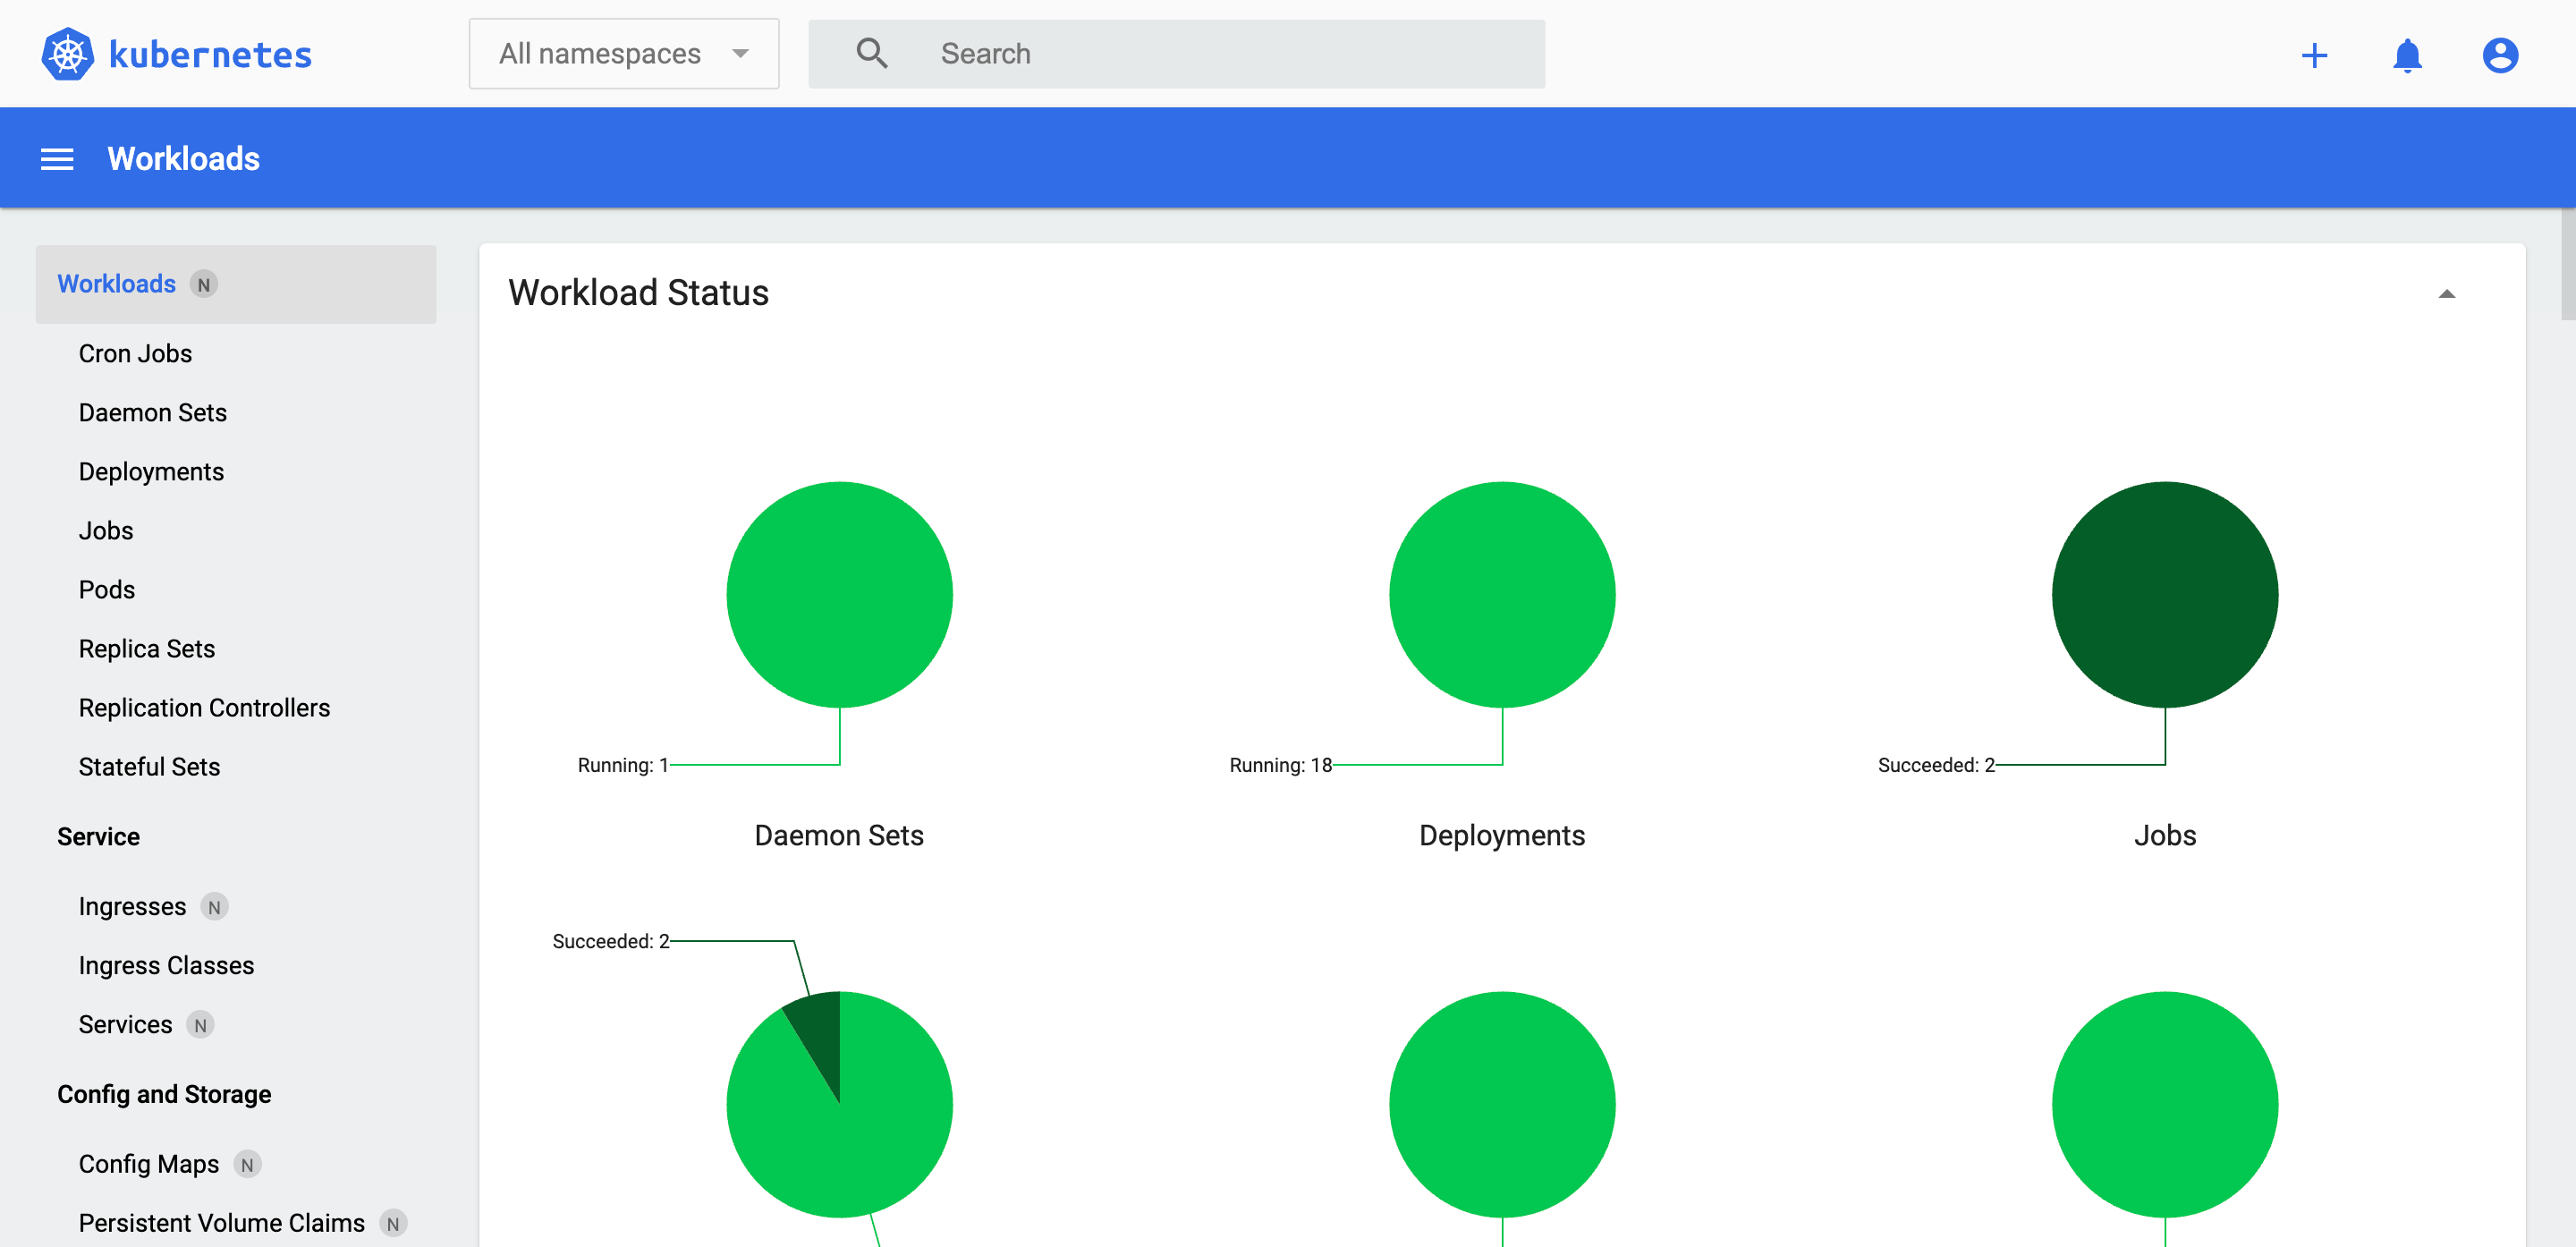 kubernetes
All namespaces
Search
Workloads
Workloads N
Cron Jobs
Daemon Sets
Deployments
Jobs
Pods
Replica Sets
Replication Controllers
Stateful Sets
Service
Ingresses N
Ingress Classes
Services N
Config and Storage
Config Maps N
Persistent Volume Claims N
Workload Status
Running: 1
Daemon Sets
Running: 18
Deployments
Succeeded: 2
Jobs
Succeeded: 2